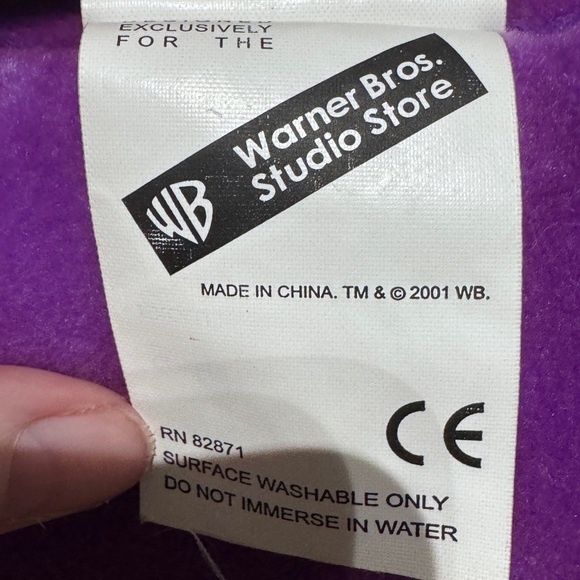 DESIGNED
EXCLUSIVELY
FOR THE
Warner Bros.
Studio Store
WB
MADE IN CHINA. TM & © 2001 WB.
CE
RN 82871
SURFACE WASHABLE ONLY
DO NOT IMMERSE IN WATER